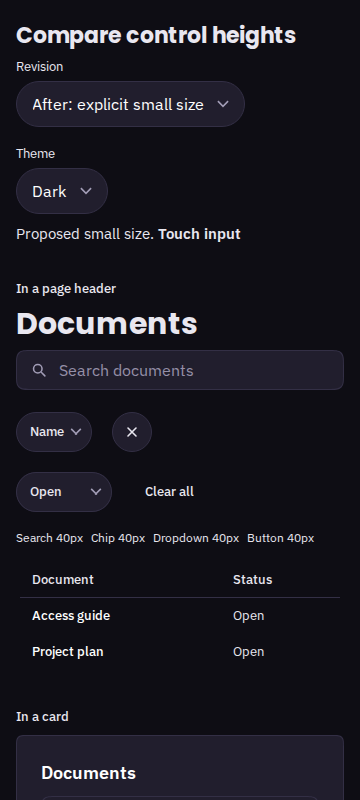 Compare control heights
Revision
After: explicit small size
Theme
Dark
Proposed small size. Touch input
In a page header
Documents
Search documents
Name
Open
Clear all
Search 40px Chip 40px Dropdown 40px Button 40px
Document Status
Access guide Open
Project plan Open
In a card
Documents